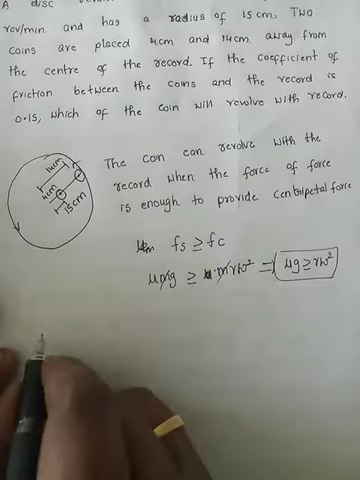 A disc
rev/min. and has a radius of 15 cm. Two
coins are placed 4cm and 14cm away from
the centre of the record. If the coefficient of
friction between the coins and the record is
0.15, which of the coin will revolve with record.
14cm
4cm
15cm
The coin can revolve with the
record when the force of force
is enough to provide centripetal force
fs ≥ fc
μmg ≥ mrω² = μg ≥ rω²